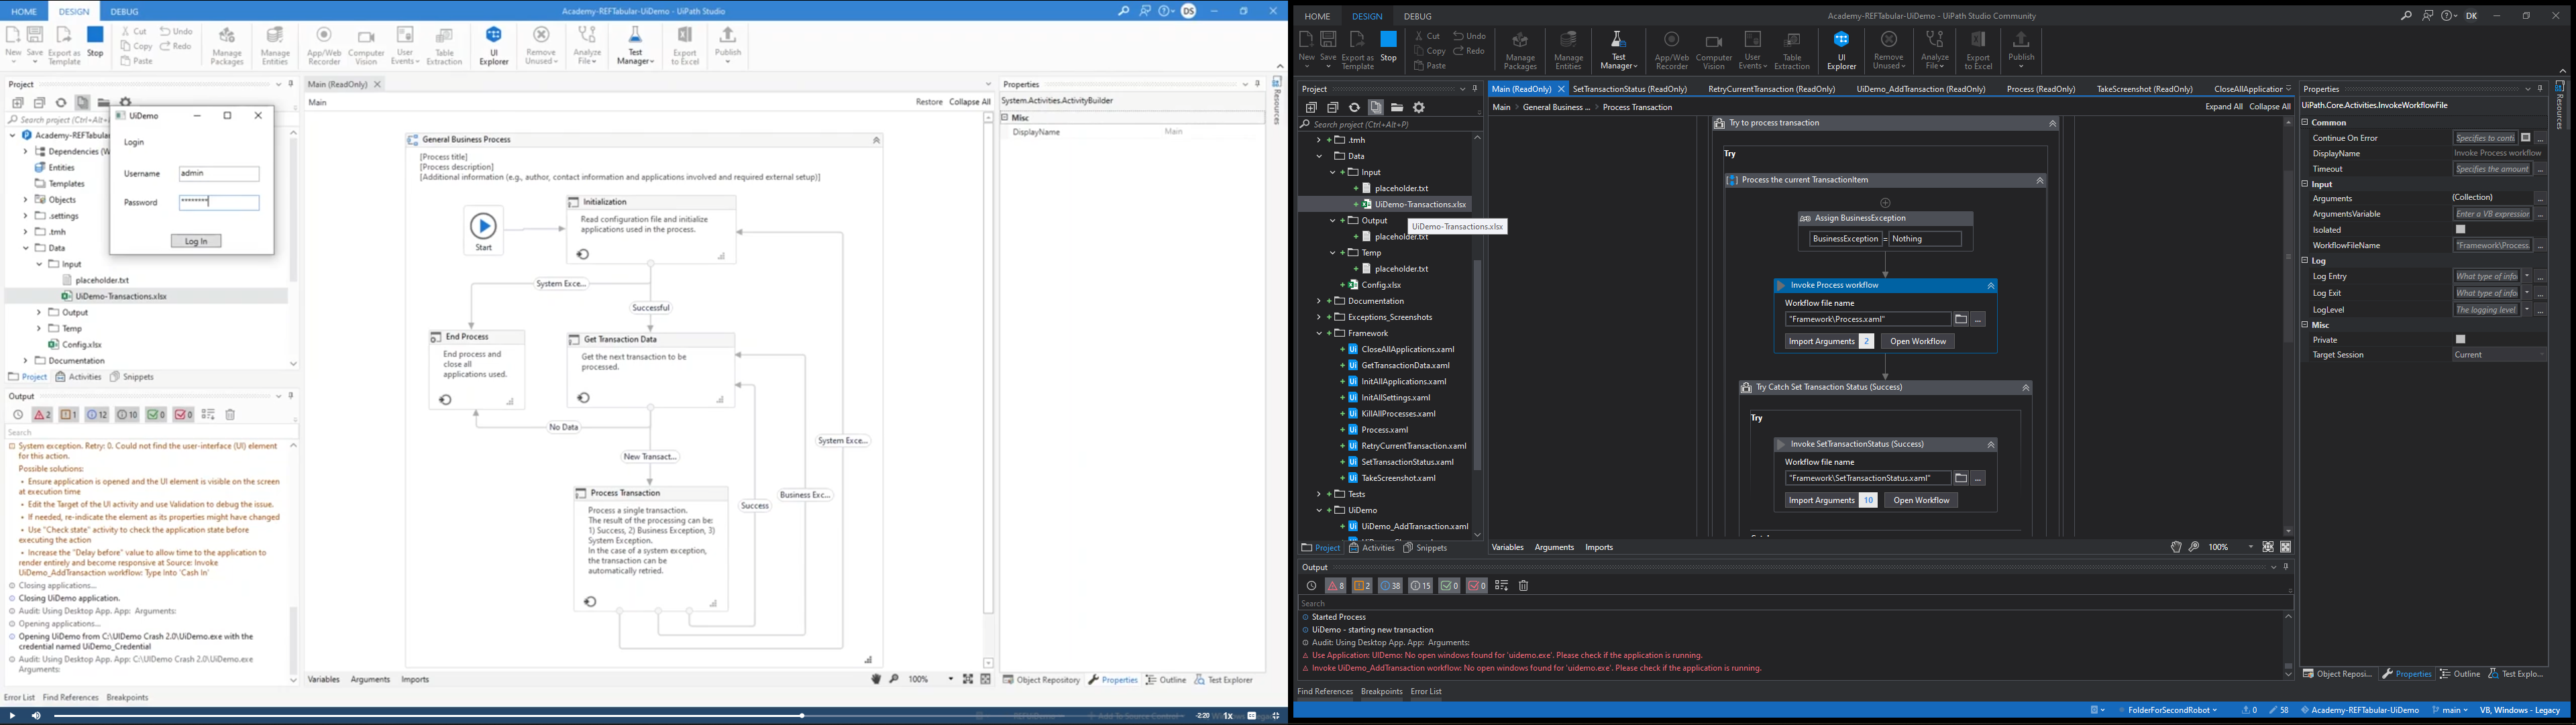 HOME DESIGN DEBUG
Academy-REFTabular-UiDemo - UiPath Studio
DS
New Save Export as Template Stop
Cut Copy Paste Undo Redo
Manage Packages
Manage Entities
App/Web Recorder
Computer Vision
User Events
Table Extraction
UI Explorer
Remove Unused
Analyze File
Test Manager
Export to Excel
Publish
Project
Search project (Ctrl+Alt+
Academy-REFTabular
Dependencies (W
Entities
Templates
Objects
.settings
.tmh
Data
Input
placeholder.txt
UiDemo-Transactions.xlsx
Output
Temp
Config.xlsx
Documentation
Project Activities Snippets
UiDemo
Login
Username admin
Password ********
Log In
Output
2 1 12 10 0 0
Search
System exception. Retry: 0. Could not find the user-interface (UI) element
for this action.
Possible solutions:
• Ensure application is opened and the UI element is visible on the screen
at execution time
• Edit the Target of the UI activity and use Validation to debug the issue.
• If needed, re-indicate the element as its properties might have changed
• Use "Check state" activity to check the application state before
executing the action
• Increase the "Delay before" value to allow time to the application to
render entirely and become responsive at Source: Invoke
UiDemo_AddTransaction workflow: Type Into 'Cash In'
Closing applications...
Closing UiDemo application.
Audit: Using Desktop App. App: Arguments:
Opening applications...
Opening UiDemo from C:\UIDemo Crash 2.0\UiDemo.exe with the
credential named UiDemo_Credential
Audit: Using Desktop App. App: C:\UIDemo Crash 2.0\UiDemo.exe
Arguments:
Error List Find References Breakpoints
Main (ReadOnly)
Main
Restore Collapse All
General Business Process
[Process title]
[Process description]
[Additional information (e.g., author, contact information and applications involved and required external setup)]
Start
Initialization
Read configuration file and initialize
applications used in the process.
System Exce...
Successful
End Process
End process and
close all
applications used.
Get Transaction Data
Get the next transaction to be
processed.
No Data
New Transact...
System Exce...
Business Exc...
Success
Process Transaction
Process a single transaction.
The result of the processing can be:
1) Success, 2) Business Exception, 3)
System Exception.
In the case of a system exception,
the transaction can be
automatically retried.
Variables Arguments Imports
100%
Properties
System.Activities.ActivityBuilder
Misc
DisplayName Main
Resources
Object Repository Properties Outline Test Explorer
-2:20 1x
HOME DESIGN DEBUG
Academy-REFTabular-UiDemo - UiPath Studio Community
DK
New Save Export as Template Stop
Cut Copy Paste Undo Redo
Manage Packages
Manage Entities
Test Manager
App/Web Recorder
Computer Vision
User Events
Table Extraction
UI Explorer
Remove Unused
Analyze File
Export to Excel
Publish
Project
Search project (Ctrl+Alt+P)
.tmh
Data
Input
placeholder.txt
UiDemo-Transactions.xlsx
Output
UiDemo-Transactions.xlsx
placeholder.txt
Temp
placeholder.txt
Config.xlsx
Documentation
Exceptions_Screenshots
Framework
CloseAllApplications.xaml
GetTransactionData.xaml
InitAllApplications.xaml
InitAllSettings.xaml
KillAllProcesses.xaml
Process.xaml
RetryCurrentTransaction.xaml
SetTransactionStatus.xaml
TakeScreenshot.xaml
Tests
UiDemo
UiDemo_AddTransaction.xaml
Project Activities Snippets
Main (ReadOnly) SetTransactionStatus (ReadOnly) RetryCurrentTransaction (ReadOnly) UiDemo_AddTransaction (ReadOnly) Process (ReadOnly) TakeScreenshot (ReadOnly) CloseAllApplication
Main > General Business ... > Process Transaction
Expand All Collapse All
Try to process transaction
Try
Process the current TransactionItem
Assign BusinessException
BusinessException = Nothing
Invoke Process workflow
Workflow file name
"Framework\Process.xaml"
Import Arguments 2 Open Workflow
Try Catch Set Transaction Status (Success)
Try
Invoke SetTransactionStatus (Success)
Workflow file name
"Framework\SetTransactionStatus.xaml"
Import Arguments 10 Open Workflow
Variables Arguments Imports
100%
Output
8 2 38 15 0 0
Search
Started Process
UiDemo - starting new transaction
Audit: Using Desktop App. App: Arguments:
Use Application: UIDemo: No open windows found for 'uidemo.exe'. Please check if the application is running.
Invoke UiDemo_AddTransaction workflow: No open windows found for 'uidemo.exe'. Please check if the application is running.
Find References Breakpoints Error List
Properties
UiPath.Core.Activities.InvokeWorkflowFile
Common
Continue On Error Specifies to conti
DisplayName Invoke Process workflow
Timeout Specifies the amount
Input
Arguments (Collection)
ArgumentsVariable Enter a VB expression
Isolated
WorkflowFileName "Framework\Process.
Log
Log Entry What type of infor
Log Exit What type of infor
LogLevel The logging level
Misc
Private
Target Session Current
Resources
Object Reposi... Properties Outline Test Explo...
FolderForSecondRobot 0 58 Academy-REFTabular-UiDemo main VB, Windows - Legacy